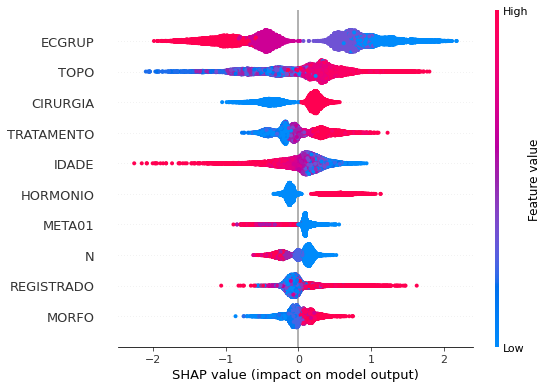 High
ECGRUP
TOPO
CIRURGIA
TRATAMENTO
IDADE
HORMONIO
META01
N
REGISTRADO
MORFO
Feature value
Low
−2 −1 0 1 2
SHAP value (impact on model output)